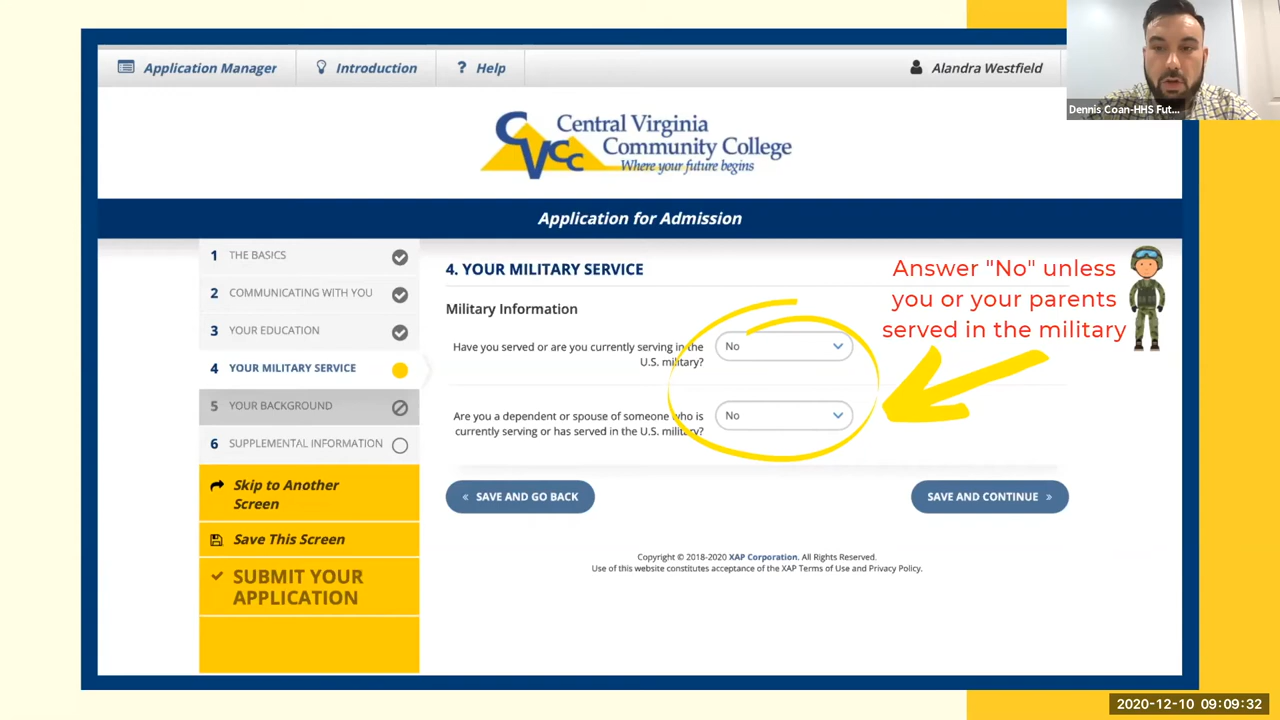 Application Manager
Introduction
? Help
Alandra Westfield
Dennis Coan-HHS Fut...
CVCC
Central Virginia
Community College
Where your future begins
Application for Admission
1 THE BASICS
2 COMMUNICATING WITH YOU
3 YOUR EDUCATION
4 YOUR MILITARY SERVICE
5 YOUR BACKGROUND
6 SUPPLEMENTAL INFORMATION
Skip to Another
Screen
Save This Screen
SUBMIT YOUR
APPLICATION
4. YOUR MILITARY SERVICE
Military Information
Have you served or are you currently serving in the
U.S. military?
No
Are you a dependent or spouse of someone who is
currently serving or has served in the U.S. military?
No
Answer "No" unless
you or your parents
served in the military
« SAVE AND GO BACK
SAVE AND CONTINUE »
Copyright © 2018-2020 XAP Corporation. All Rights Reserved.
Use of this website constitutes acceptance of the XAP Terms of Use and Privacy Policy.
2020-12-10 09:09:32